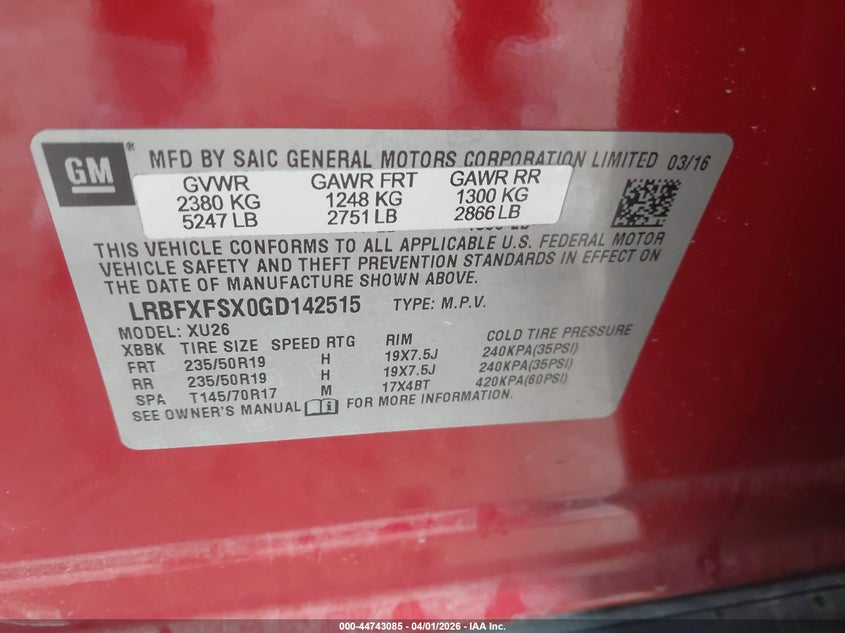 GM ® MFD BY SAIC GENERAL MOTORS CORPORATION LIMITED 03/16
GVWR GAWR FRT GAWR RR
2380 KG 1248 KG 1300 KG
5247 LB 2751 LB 2866 LB
THIS VEHICLE CONFORMS TO ALL APPLICABLE U.S. FEDERAL MOTOR
VEHICLE SAFETY AND THEFT PREVENTION STANDARDS IN EFFECT ON
THE DATE OF MANUFACTURE SHOWN ABOVE.
LRBFXFSX0GD142515 TYPE: M.P.V.
MODEL: XU26
XBBK TIRE SIZE SPEED RTG RIM COLD TIRE PRESSURE
FRT 235/50R19 H 19X7.5J 240KPA(35PSI)
RR 235/50R19 H 19X7.5J 240KPA(35PSI)
SPA T145/70R17 M 17X4BT 420KPA(60PSI)
SEE OWNER'S MANUAL FOR MORE INFORMATION.
000-44743085 - 04/01/2026 - IAA Inc.